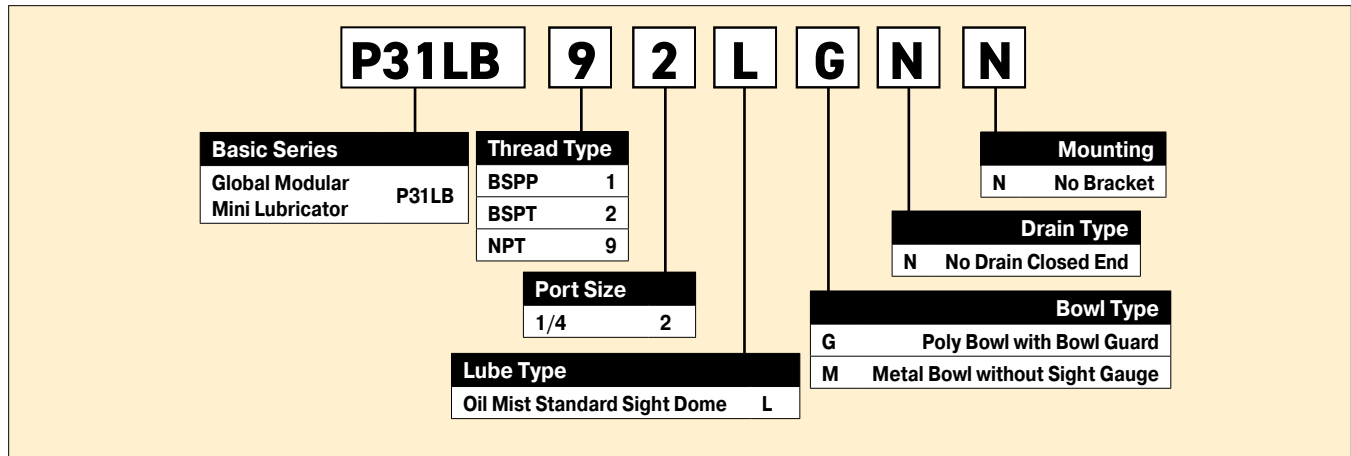 P31LB 9 2 L G N N
Basic Series
Global Modular
Mini Lubricator P31LB
Thread Type
BSPP 1
BSPT 2
NPT 9
Port Size
1/4 2
Lube Type
Oil Mist Standard Sight Dome L
Mounting
N No Bracket
Drain Type
N No Drain Closed End
Bowl Type
G Poly Bowl with Bowl Guard
M Metal Bowl without Sight Gauge